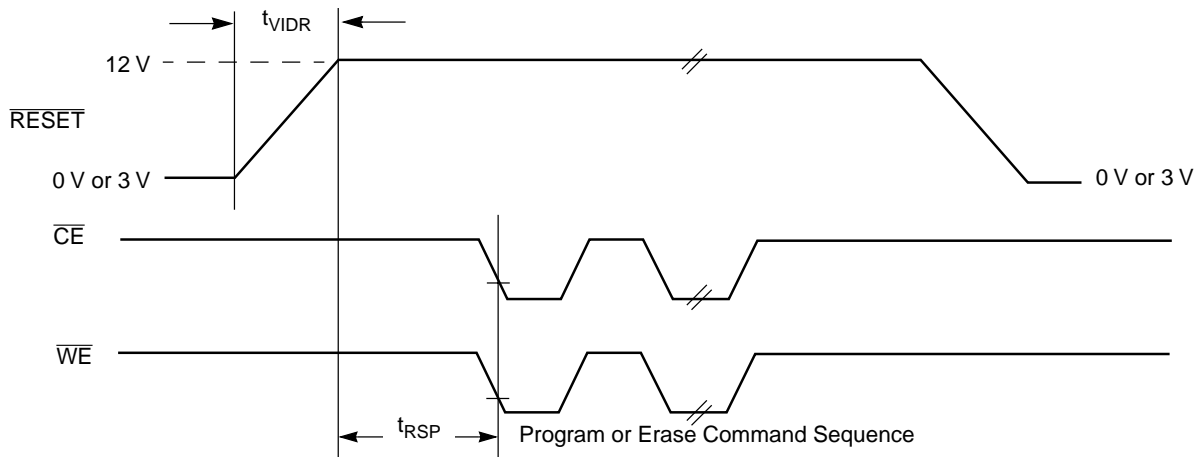 tVIDR
12 V
RESET
0 V or 3 V
0 V or 3 V
CE
WE
tRSP
Program or Erase Command Sequence